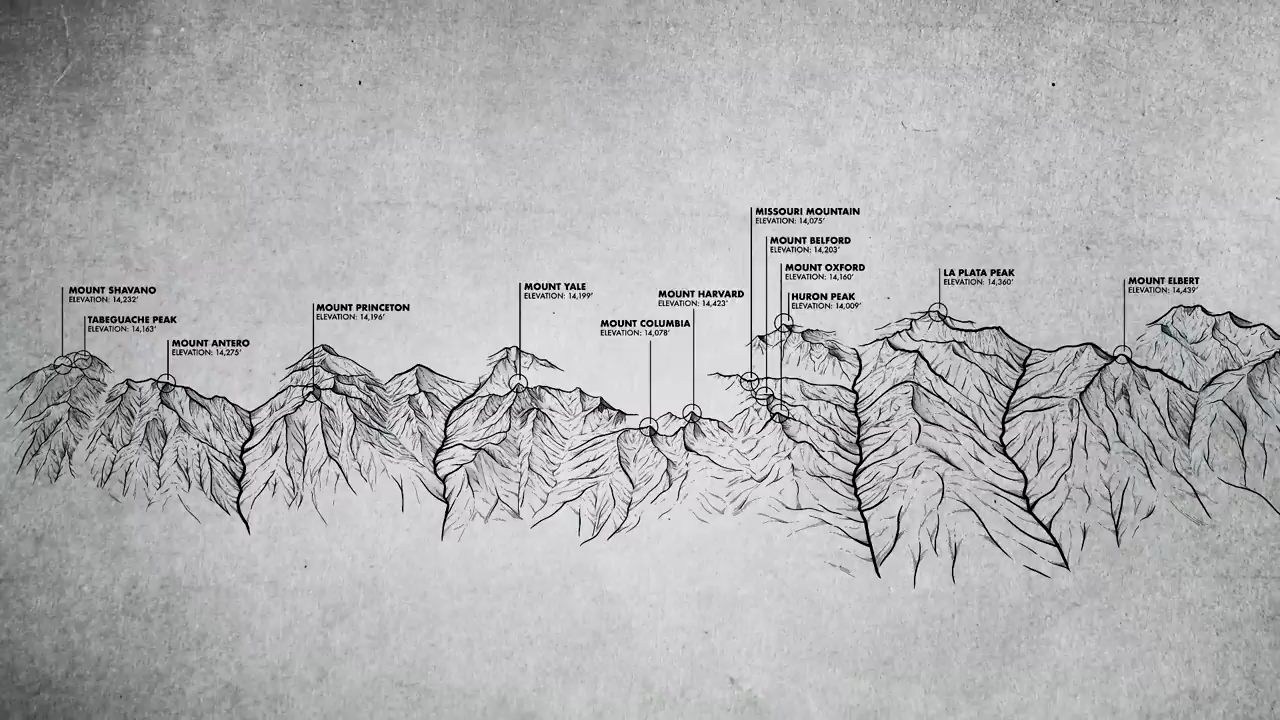 MOUNT SHAVANO
ELEVATION: 14,232'
TABEGUACHE PEAK
ELEVATION: 14,163'
MOUNT ANTERO
ELEVATION: 14,275'
MOUNT PRINCETON
ELEVATION: 14,196'
MOUNT YALE
ELEVATION: 14,199'
MOUNT COLUMBIA
ELEVATION: 14,078'
MOUNT HARVARD
ELEVATION: 14,423'
MISSOURI MOUNTAIN
ELEVATION: 14,075'
MOUNT BELFORD
ELEVATION: 14,203'
MOUNT OXFORD
ELEVATION: 14,160'
HURON PEAK
ELEVATION: 14,009'
LA PLATA PEAK
ELEVATION: 14,360'
MOUNT ELBERT
ELEVATION: 14,439'